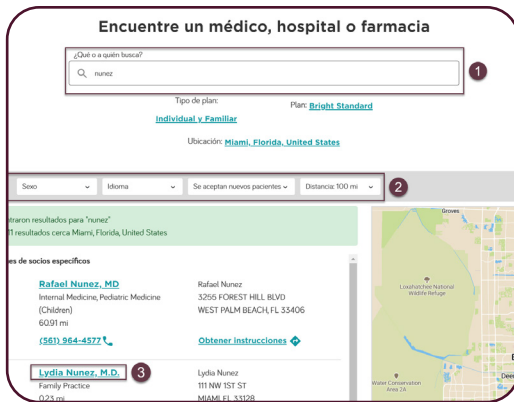 Encuentre un médico, hospital o farmacia
¿Qué o a quién busca?
nunez
1
Tipo de plan:
Individual y Familiar
Plan: Bright Standard
Ubicación: Miami, Florida, United States
Sexo
Idioma
Se aceptan nuevos pacientes
Distancia: 100 mi
2
ntraron resultados para "nunez"
11 resultados cerca Miami, Florida, United States
es de socios específicos
Rafael Nunez, MD
Internal Medicine, Pediatric Medicine
(Children)
60.91 mi
(561) 964-4577
Rafael Nunez
3255 FOREST HILL BLVD
WEST PALM BEACH, FL 33406
Obtener instrucciones
Lydia Nunez, M.D.
3
Family Practice
0.23 mi
Lydia Nunez
111 NW 1ST ST
MIAMI, FL 33128
Groves
Loxahatchee National
Wildlife Refuge
Water Conservation
Area 2A
Deer